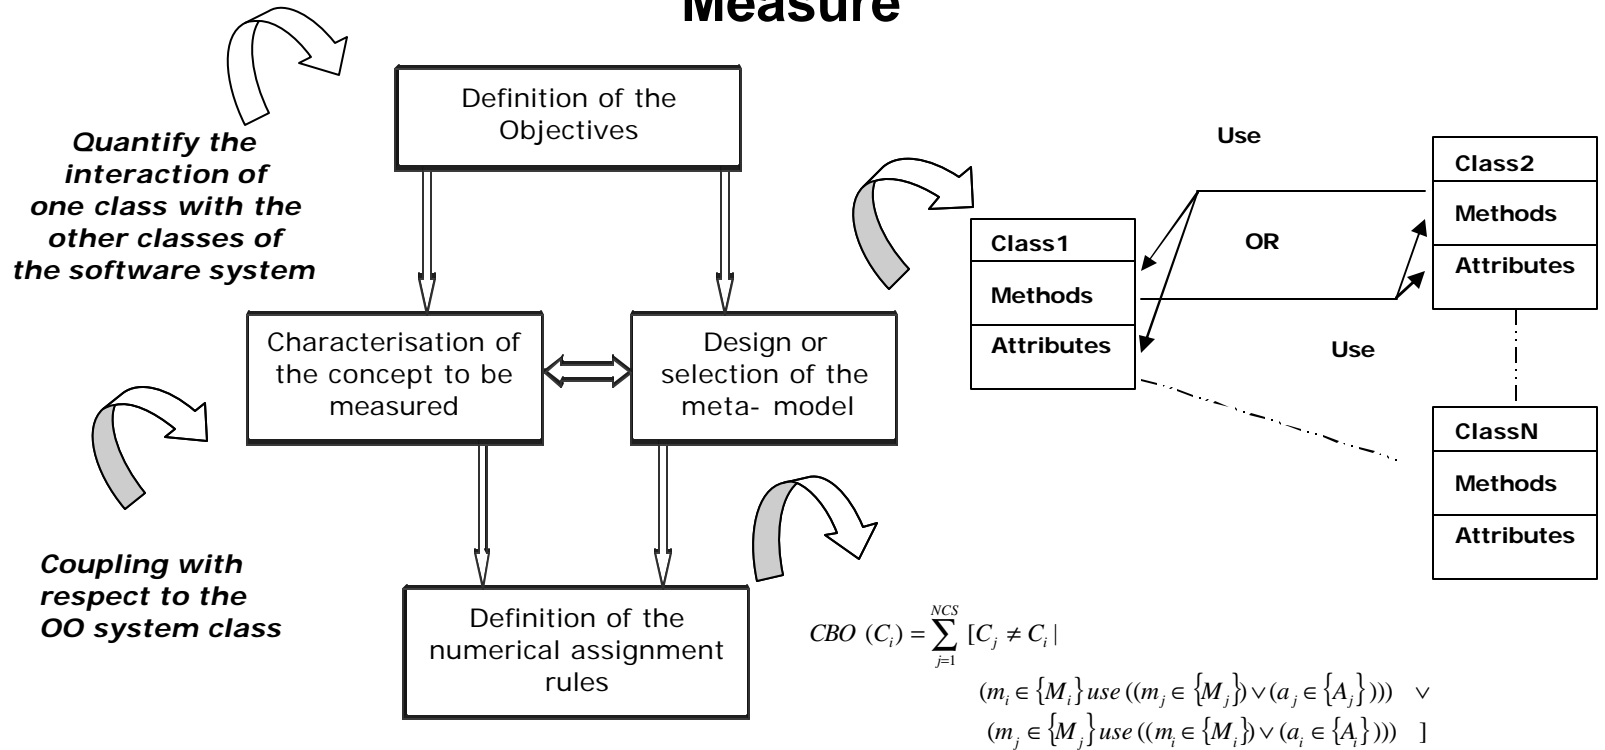 Measure
Definition of the
Objectives
Quantify the
interaction of
one class with the
other classes of
the software system
Characterisation of
the concept to be
measured
Design or
selection of the
meta- model
Coupling with
respect to the
OO system class
Definition of the
numerical assignment
rules
Use
OR
Use
Class1
Methods
Attributes
Class2
Methods
Attributes
ClassN
Methods
Attributes
CBO (C_i) = \sum_{j=1}^{NCS} [C_j ≠ C_i |
(m_i ∈ {M_i} use ((m_j ∈ {M_j}) ∨ (a_j ∈ {A_j}))) ∨
(m_j ∈ {M_j} use ((m_i ∈ {M_i}) ∨ (a_i ∈ {A_i}))) ]